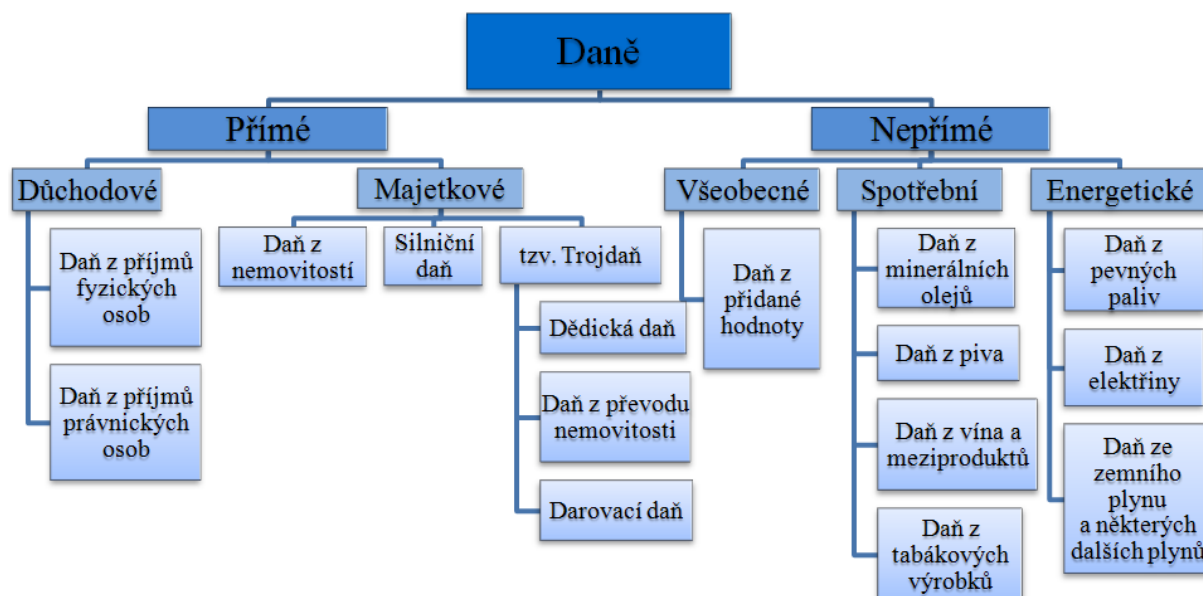 Daně
Přímé
Nepřímé
Důchodové
Majetkové
Všeobecné
Spotřební
Energetické
Daň z příjmů
fyzických
osob
Daň z příjmů
právnických
osob
Daň z
nemovitostí
Silniční
daň
tzv. Trojdaň
Dědická daň
Daň z převodu
nemovitosti
Darovací daň
Daň z
přidané
hodnoty
Daň z
minerálních
olejů
Daň z piva
Daň z vína a
meziproduktů
Daň z
tabákových
výrobků
Daň z
pevných
paliv
Daň z
elektřiny
Daň ze
zemního
plynu
a některých
dalších plynů